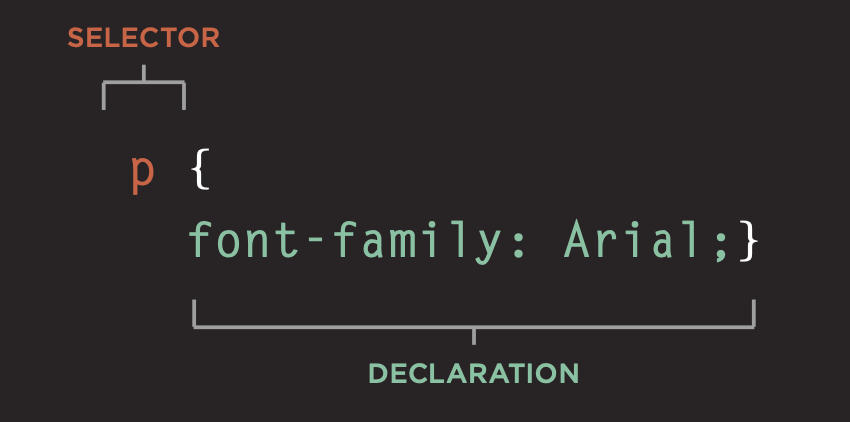 SELECTOR
p {
font-family: Arial;}
DECLARATION